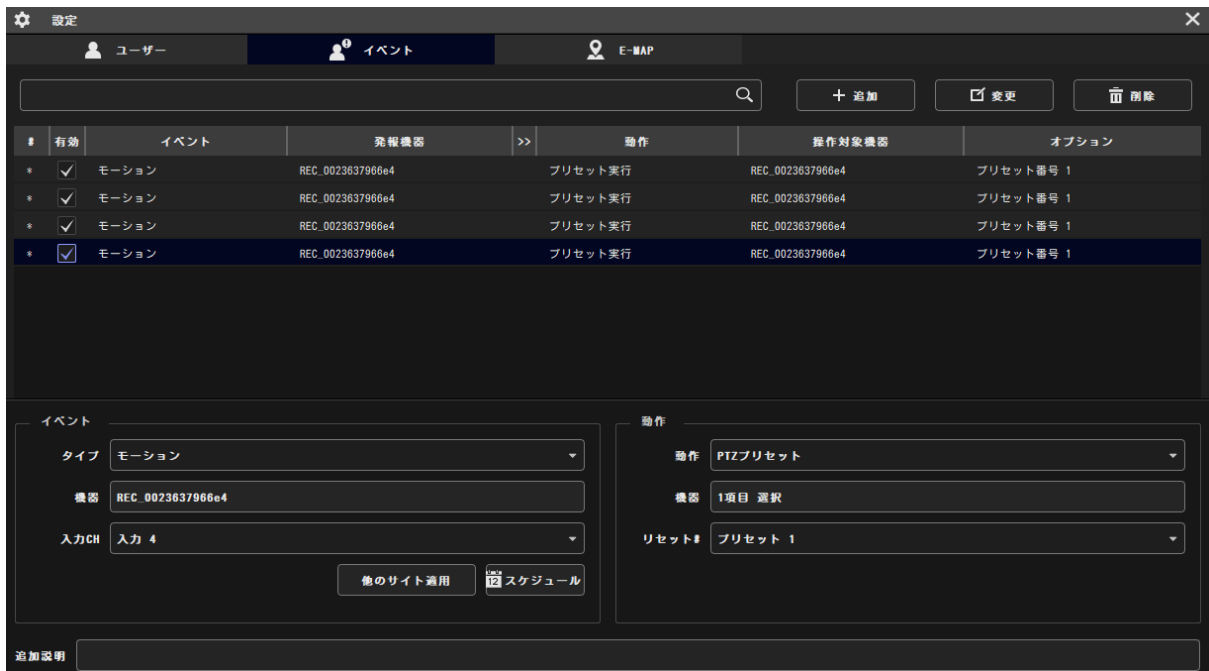 設定
ユーザー イベント E-MAP
追加 変更 削除
# 有効 イベント 発報機器 >> 動作 操作対象機器 オプション
* モーション REC_0023637966e4 プリセット実行 REC_0023637966e4 プリセット番号 1
* モーション REC_0023637966e4 プリセット実行 REC_0023637966e4 プリセット番号 1
* モーション REC_0023637966e4 プリセット実行 REC_0023637966e4 プリセット番号 1
* モーション REC_0023637966e4 プリセット実行 REC_0023637966e4 プリセット番号 1
イベント 動作
タイプ モーション 動作 PTZプリセット
機器 REC_0023637966e4 機器 1項目 選択
入力CH 入力 4 リセット# プリセット 1
他のサイト適用 12 スケジュール
追加説明